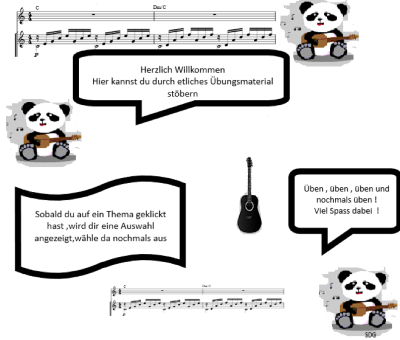 C
Dm/C
Herzlich Willkommen
Hier kannst du durch etliches Übungsmaterial
stöbern
Sobald du auf ein Thema geklickt
hast ,wird dir eine Auswahl
angezeigt,wähle da nochmals aus
Üben , üben , üben und
nochmals üben !
Viel Spass dabei !
SDG